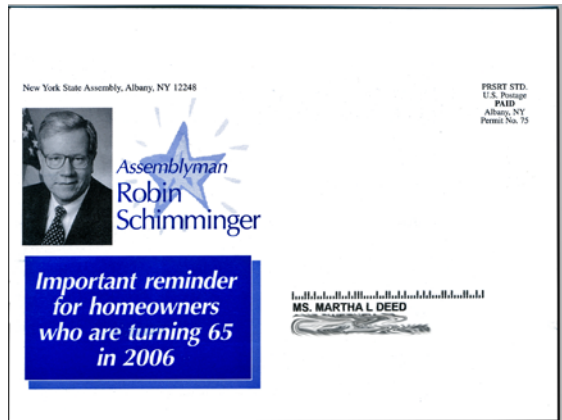 New York State Assembly, Albany, NY 12248
PRSRT STD.
U.S. Postage
PAID
Albany, NY
Permit No. 75
Assemblyman
Robin
Schimminger
Important reminder
for homeowners
who are turning 65
in 2006
MS. MARTHA L DEED